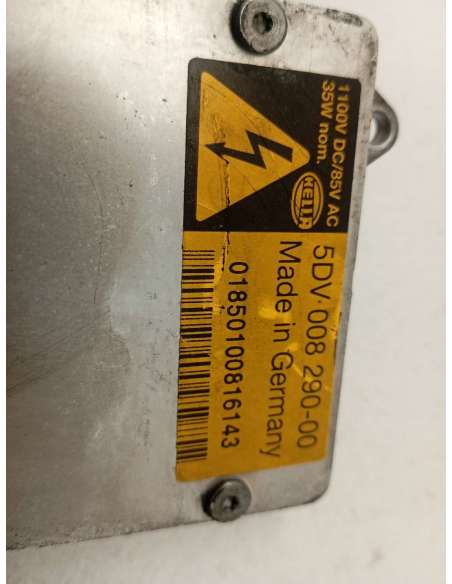 1100V DC/85V AC
35W nom.
HELLA
5DV 008 290-00
Made in Germany
01850100816143